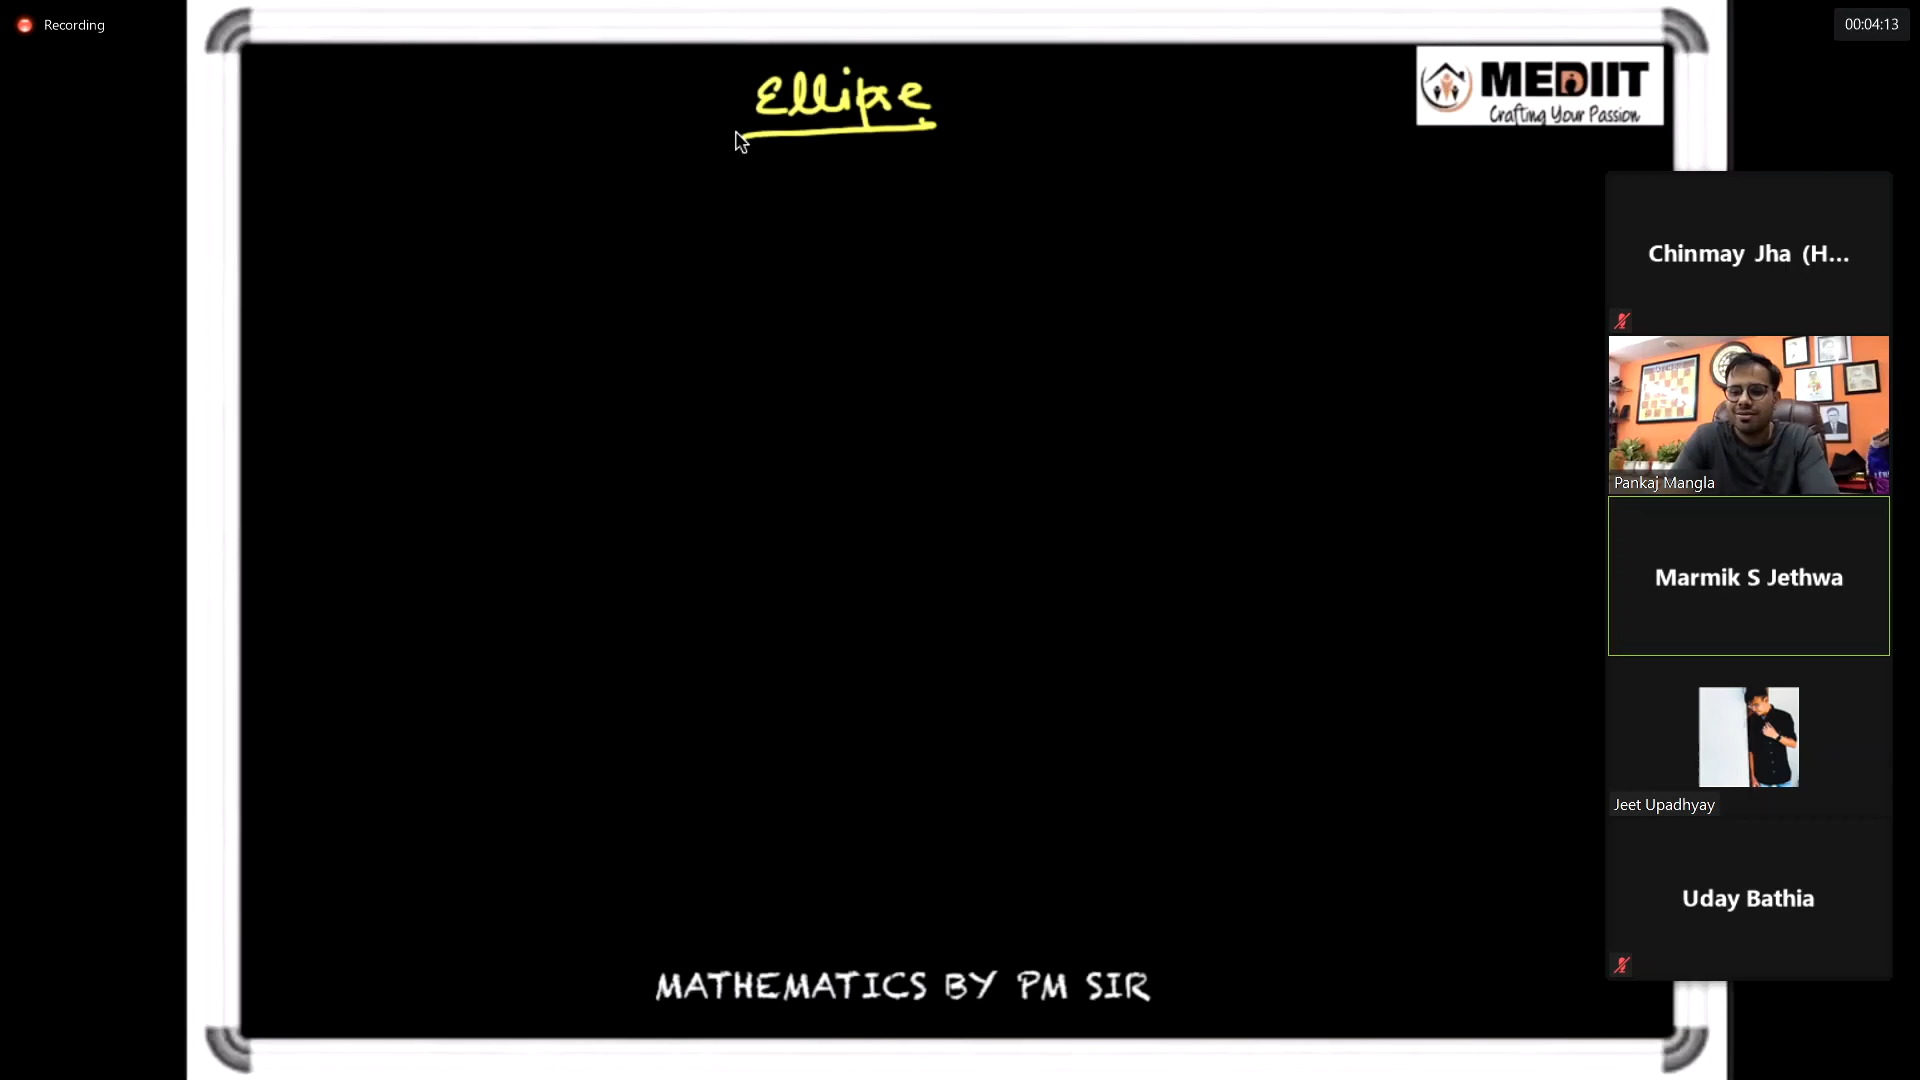 Recording
00:04:13
Ellipse
MEDIIT
Crafting Your Passion
Chinmay Jha (H...
Pankaj Mangla
Marmik S Jethwa
Jeet Upadhyay
Uday Bathia
MATHEMATICS BY PM SIR